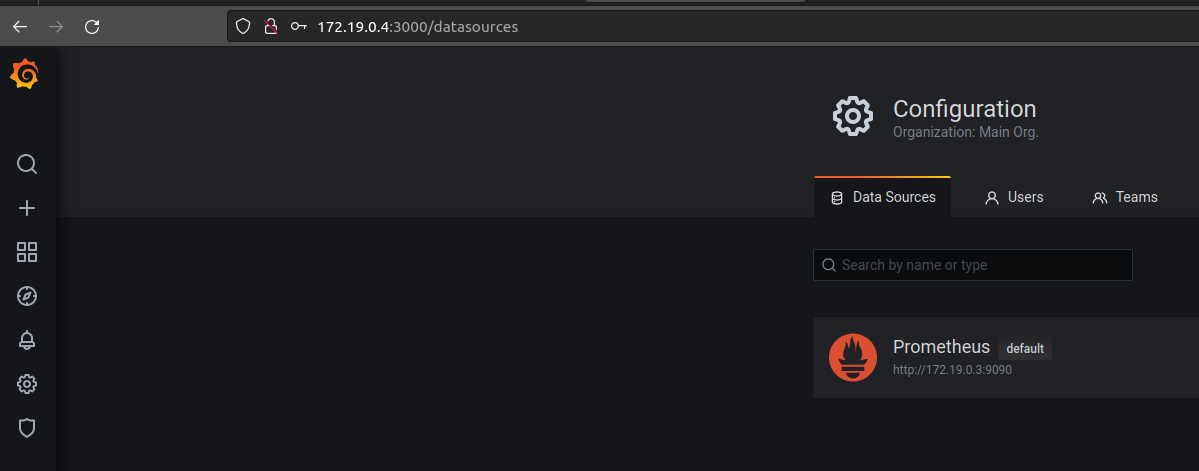 172.19.0.4:3000/datasources
Configuration
Organization: Main Org.
Data Sources Users Teams
Search by name or type
Prometheus default
http://172.19.0.3:9090